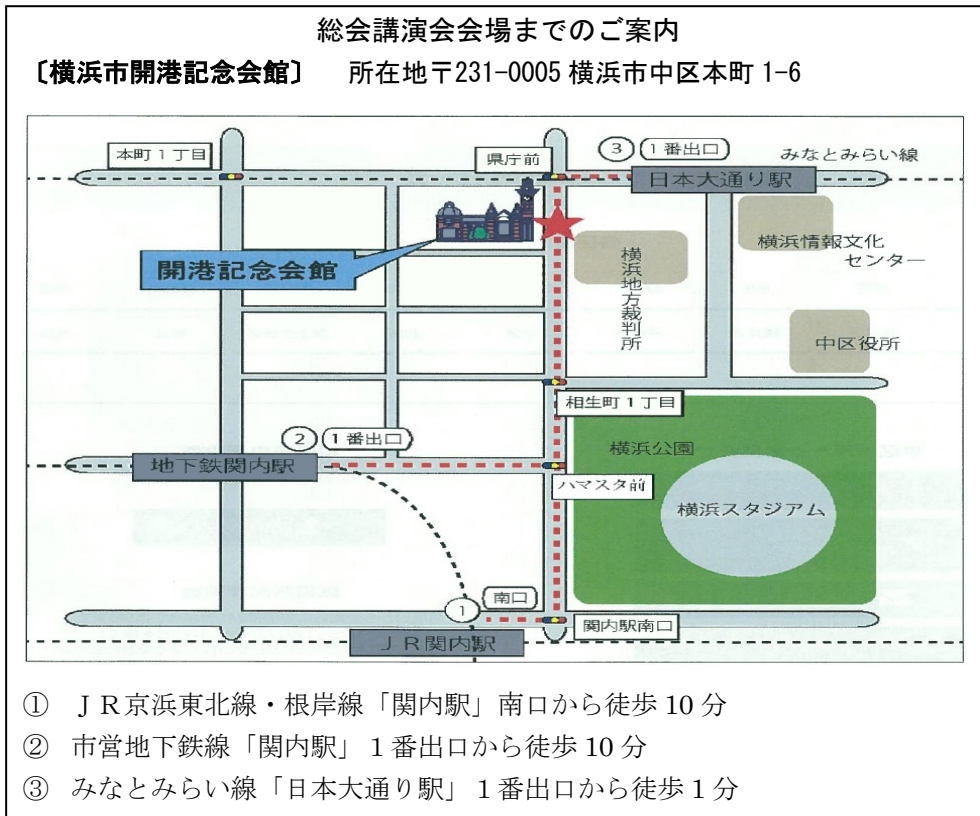 総会講演会会場までのご案内
〔横浜市開港記念会館〕 所在地〒231-0005 横浜市中区本町 1-6
本町１丁目
県庁前
③ １番出口
みなとみらい線
日本大通り駅
開港記念会館
横浜地方裁判所
横浜情報文化
センター
中区役所
相生町１丁目
② １番出口
地下鉄関内駅
ハマスタ前
横浜公園
横浜スタジアム
① 南口
関内駅南口
ＪＲ関内駅
① ＪＲ京浜東北線・根岸線「関内駅」南口から徒歩 10 分
② 市営地下鉄線「関内駅」１番出口から徒歩 10 分
③ みなとみらい線「日本大通り駅」１番出口から徒歩 1 分